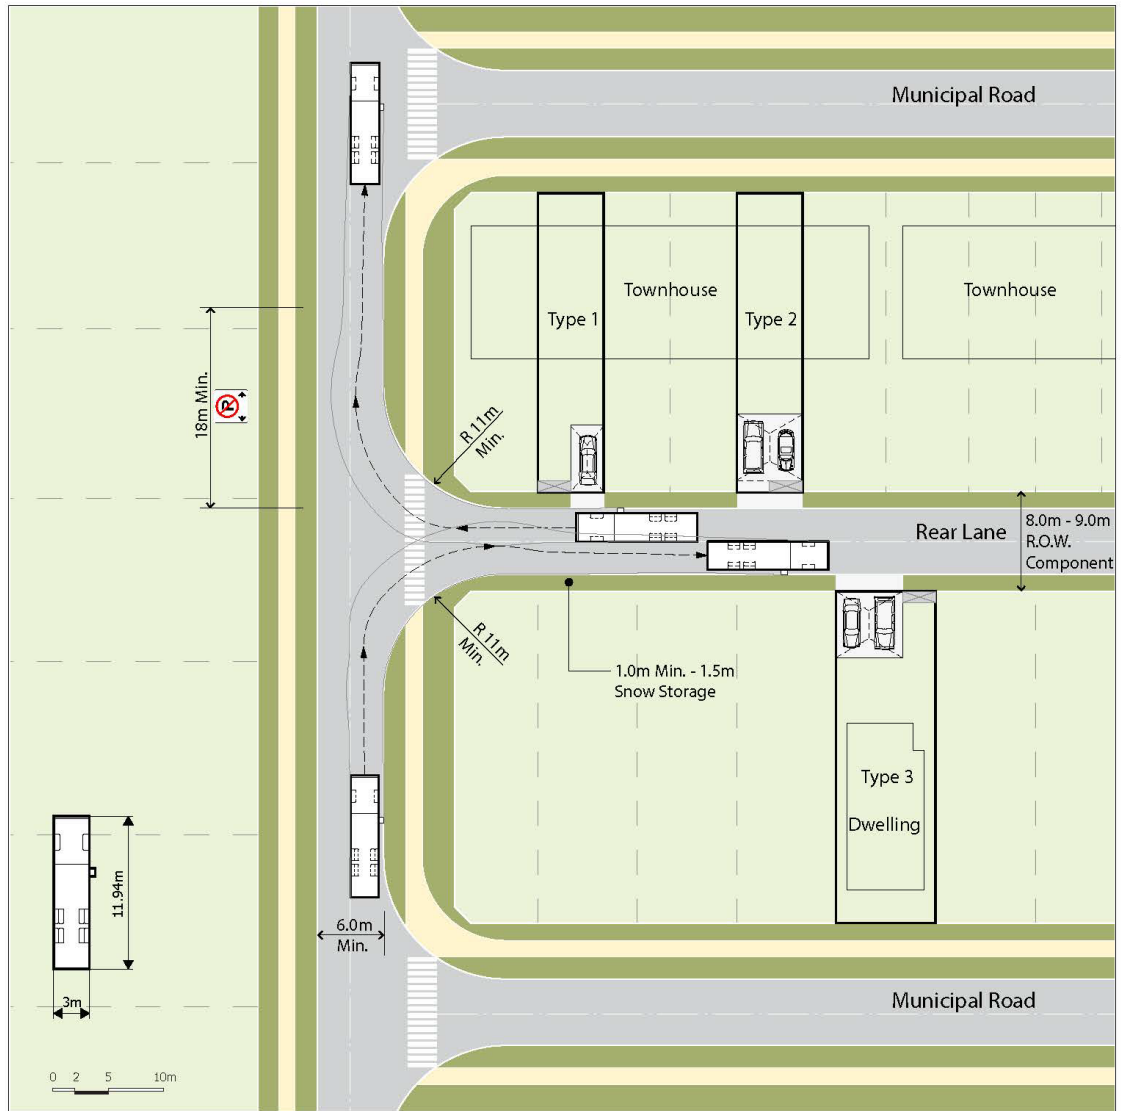 Municipal Road
Townhouse
Townhouse
Type 1
Type 2
18m Min.
P
R 11m
Min.
Rear Lane
8.0m - 9.0m
R.O.W.
Component
R 11m
Min.
1.0m Min. - 1.5m
Snow Storage
Type 3
Dwelling
11.94m
3m
6.0m
Min.
Municipal Road
0 2 5 10m